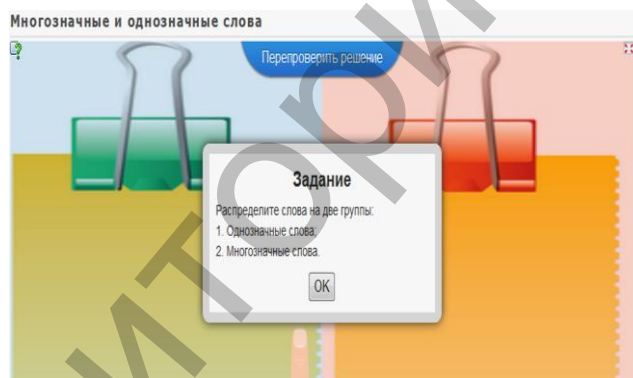 Многозначные и однозначные слова
Перепроверить решение
Задание
Распределите слова на две группы:
1. Однозначные слова;
2. Многозначные слова.
OK